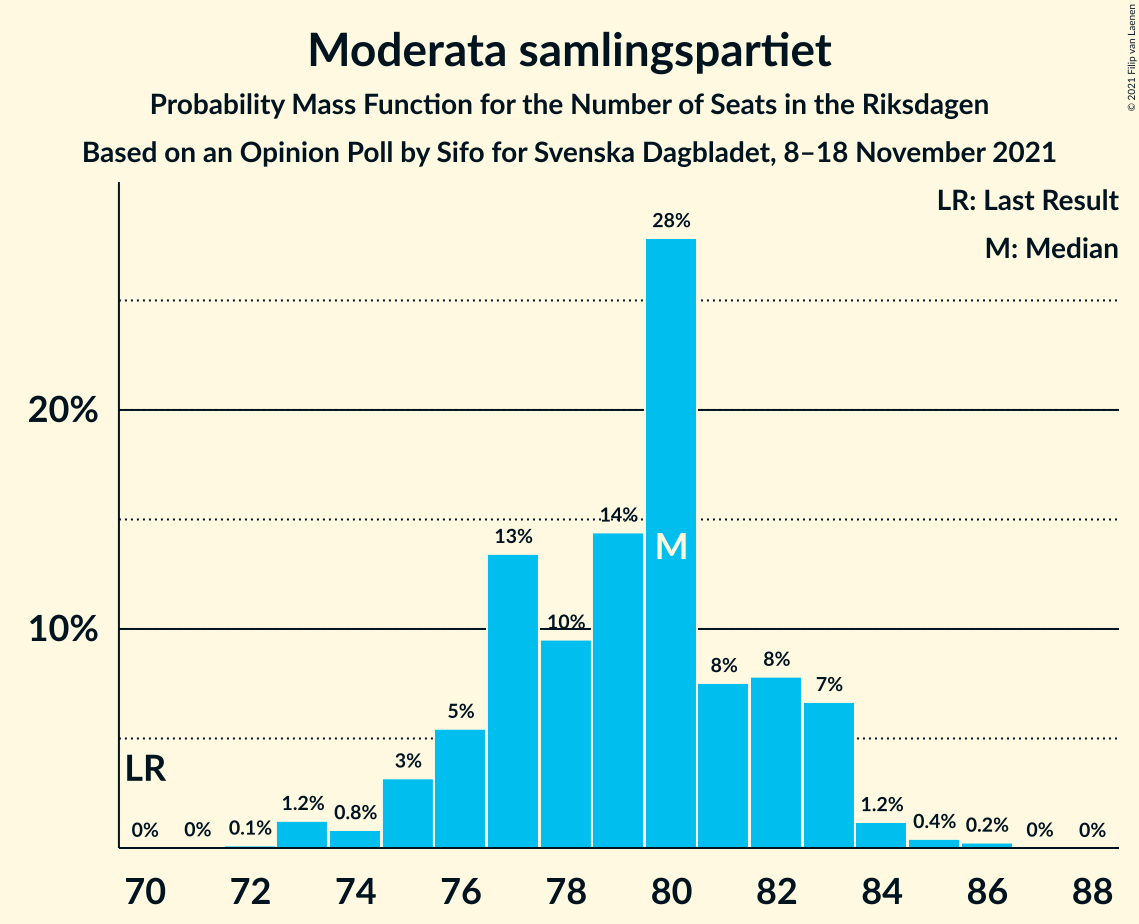 Moderata samlingspartiet
Probability Mass Function for the Number of Seats in the Riksdagen
Based on an Opinion Poll by Sifo for Svenska Dagbladet, 8–18 November 2021
© 2021 Filip van Laenen
LR: Last Result
M: Median
28%
20%
14%
13%
M
10%
10%
8%
8%
7%
5%
3%
LR
1.2%
0.8%
1.2%
0.4%
0.2%
0%
0%
0.1%
0%
0%
70 72 74 76 78 80 82 84 86 88